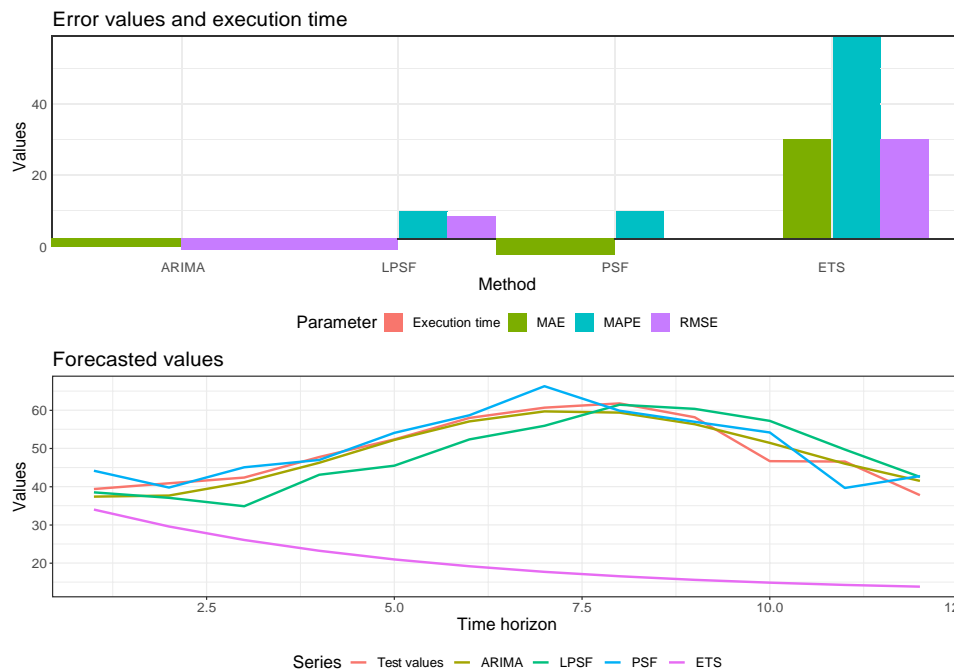 Error values and execution time
Values
40
20
0
ARIMA LPSF PSF ETS
Method
Parameter Execution time MAE MAPE RMSE
Forecasted values
Values
60
50
40
30
20
2.5 5.0 7.5 10.0 12
Time horizon
Series Test values ARIMA LPSF PSF ETS